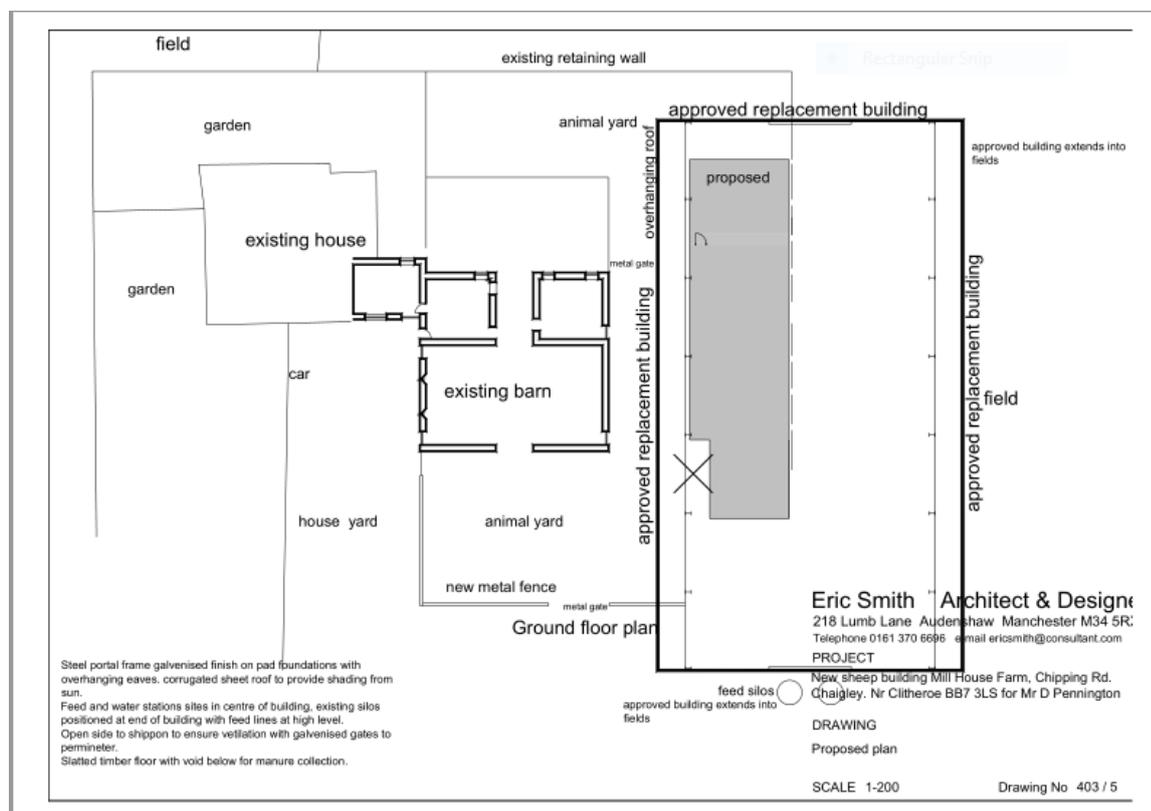 field
existing retaining wall
Rectangular Snip
approved replacement building
garden
animal yard
overhanging roof
approved building extends into
fields
proposed
existing house
metal gate
garden
approved replacement building
approved replacement building
car
existing barn
field
house yard
animal yard
new metal fence
metal gate
Ground floor plan
Eric Smith Architect & Designe
218 Lumb Lane Audenshaw Manchester M34 5R
Telephone 0161 370 6696 email ericsmith@consultant.com
PROJECT
New sheep building Mill House Farm, Chipping Rd.
Chaigley. Nr Clitheroe BB7 3LS for Mr D Pennington
feed silos
approved building extends into
fields
DRAWING
Proposed plan
SCALE 1-200 Drawing No 403 / 5
Steel portal frame galvenised finish on pad foundations with
overhanging eaves. corrugated sheet roof to provide shading from
sun.
Feed and water stations sites in centre of building, existing silos
positioned at end of building with feed lines at high level.
Open side to shippon to ensure vetilation with galvenised gates to
permineter.
Slatted timber floor with void below for manure collection.